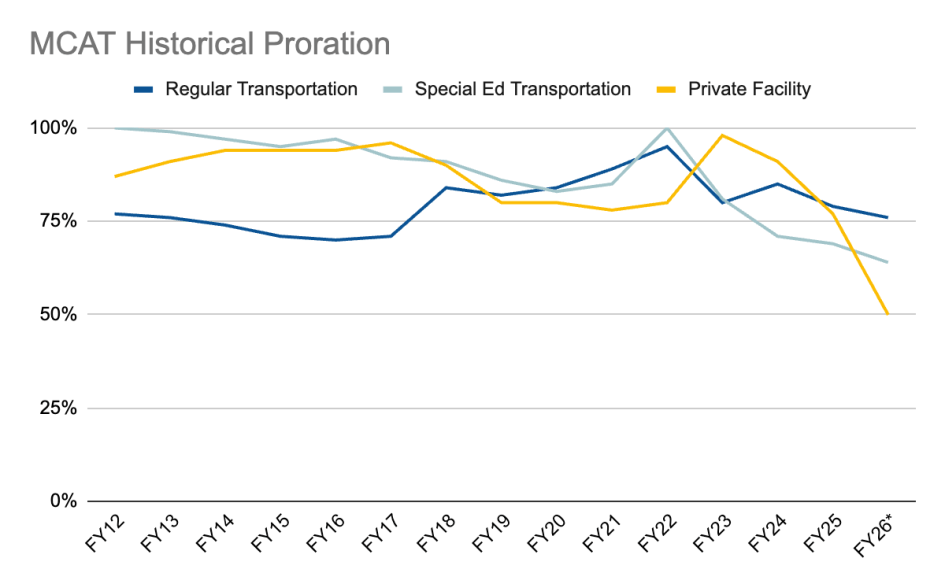 MCAT Historical Proration
Regular Transportation Special Ed Transportation Private Facility
100%
75%
50%
25%
0%
FY12 FY13 FY14 FY15 FY16 FY17 FY18 FY19 FY20 FY21 FY22 FY23 FY24 FY25 FY26*